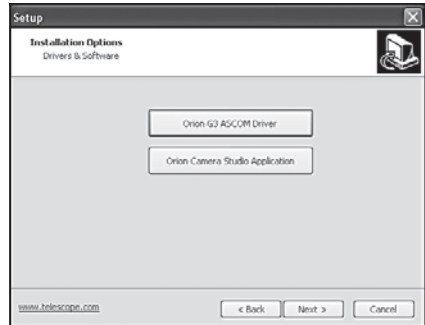 Setup
Installation Options
Drivers & Software
Orion G3 ASCOM Driver
Orion Camera Studio Application
www.telescope.com
< Back
Next >
Cancel